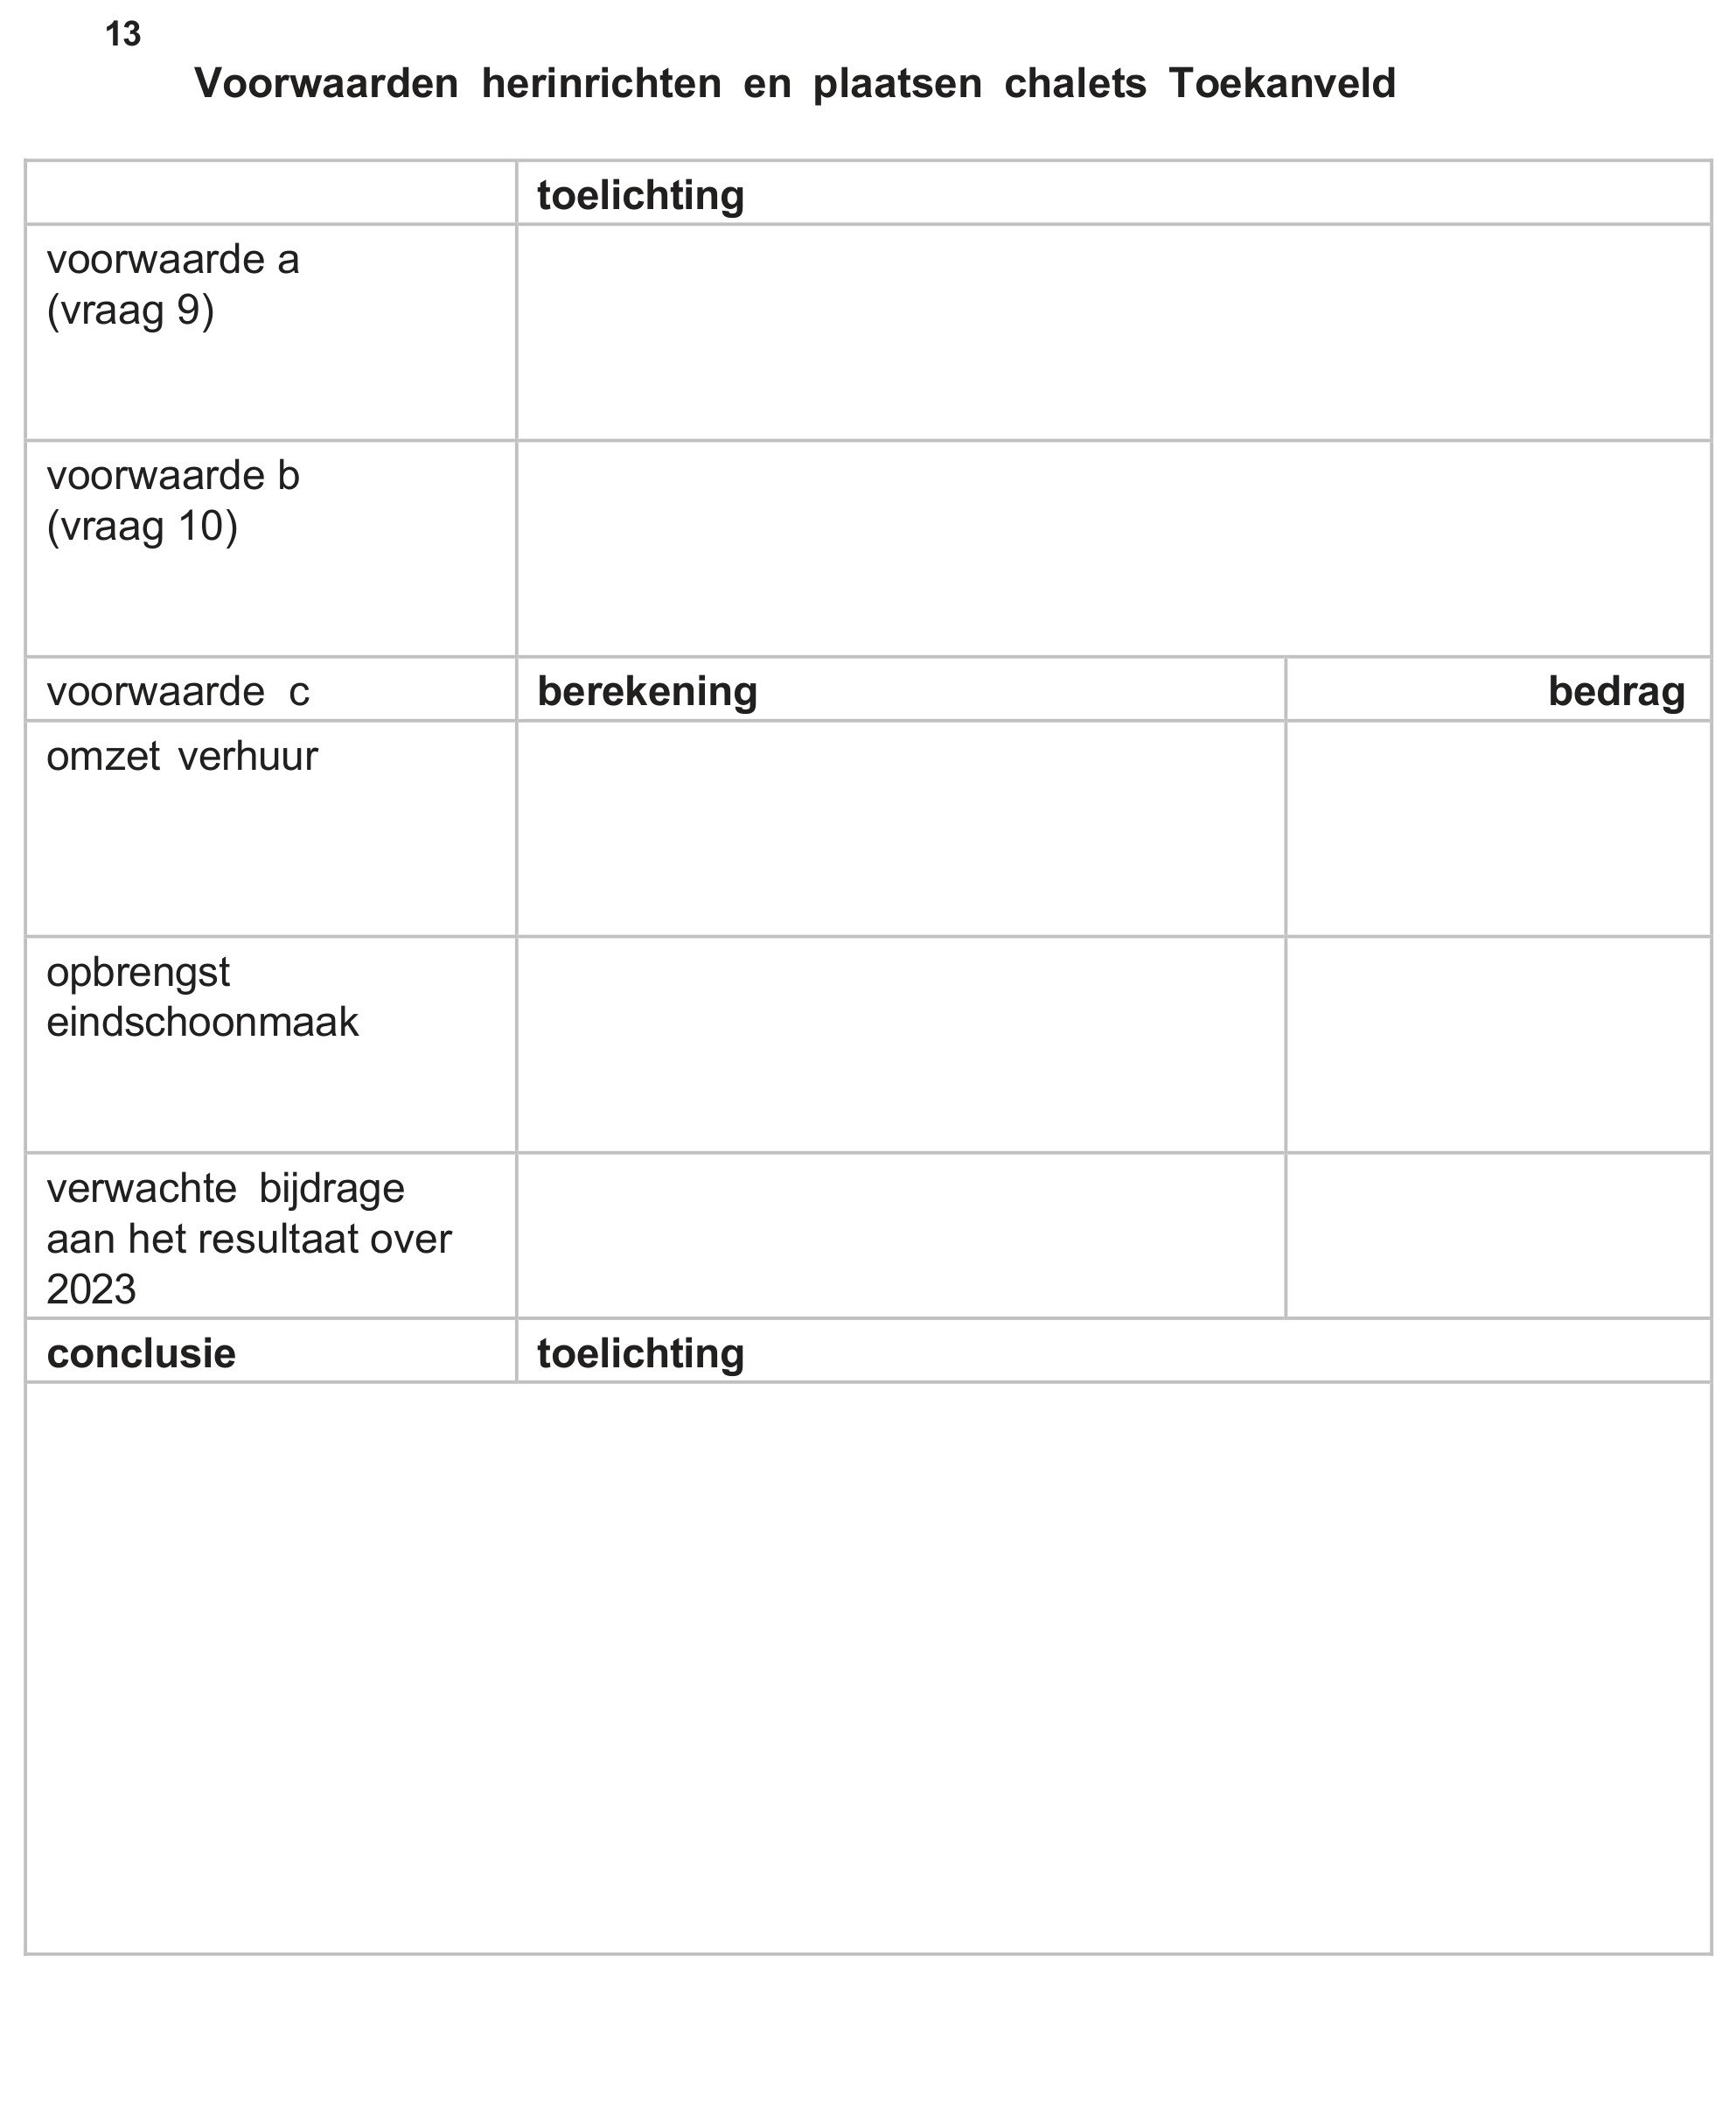 13
Voorwaarden herinrichten en plaatsen chalets Toekanveld
toelichting
voorwaarde a
(vraag 9)
voorwaarde b
(vraag 10)
voorwaarde c berekening bedrag
omzet verhuur
opbrengst
eindschoonmaak
verwachte bijdrage
aan het resultaat over
2023
conclusie toelichting